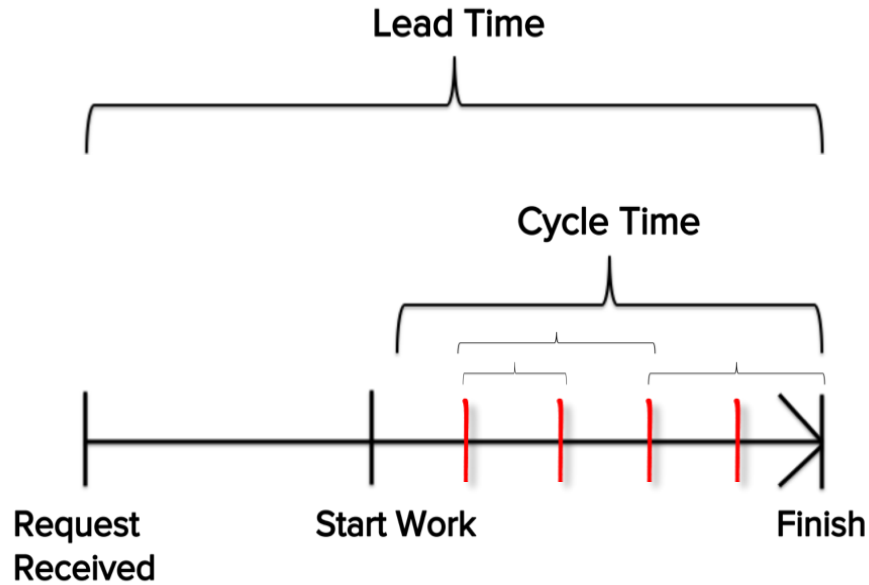 Lead Time
Cycle Time
Request
Received
Start Work
Finish